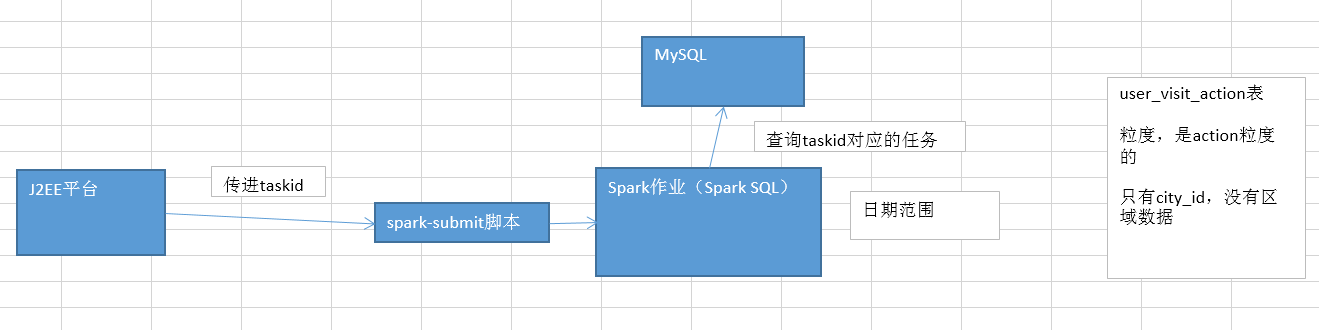 MySQL
user_visit_action表
查询taskid对应的任务
粒度，是action粒度
的
J2EE平台
传进taskid
Spark作业（Spark SQL）
只有city_id，没有区
域数据
日期范围
spark-submit脚本